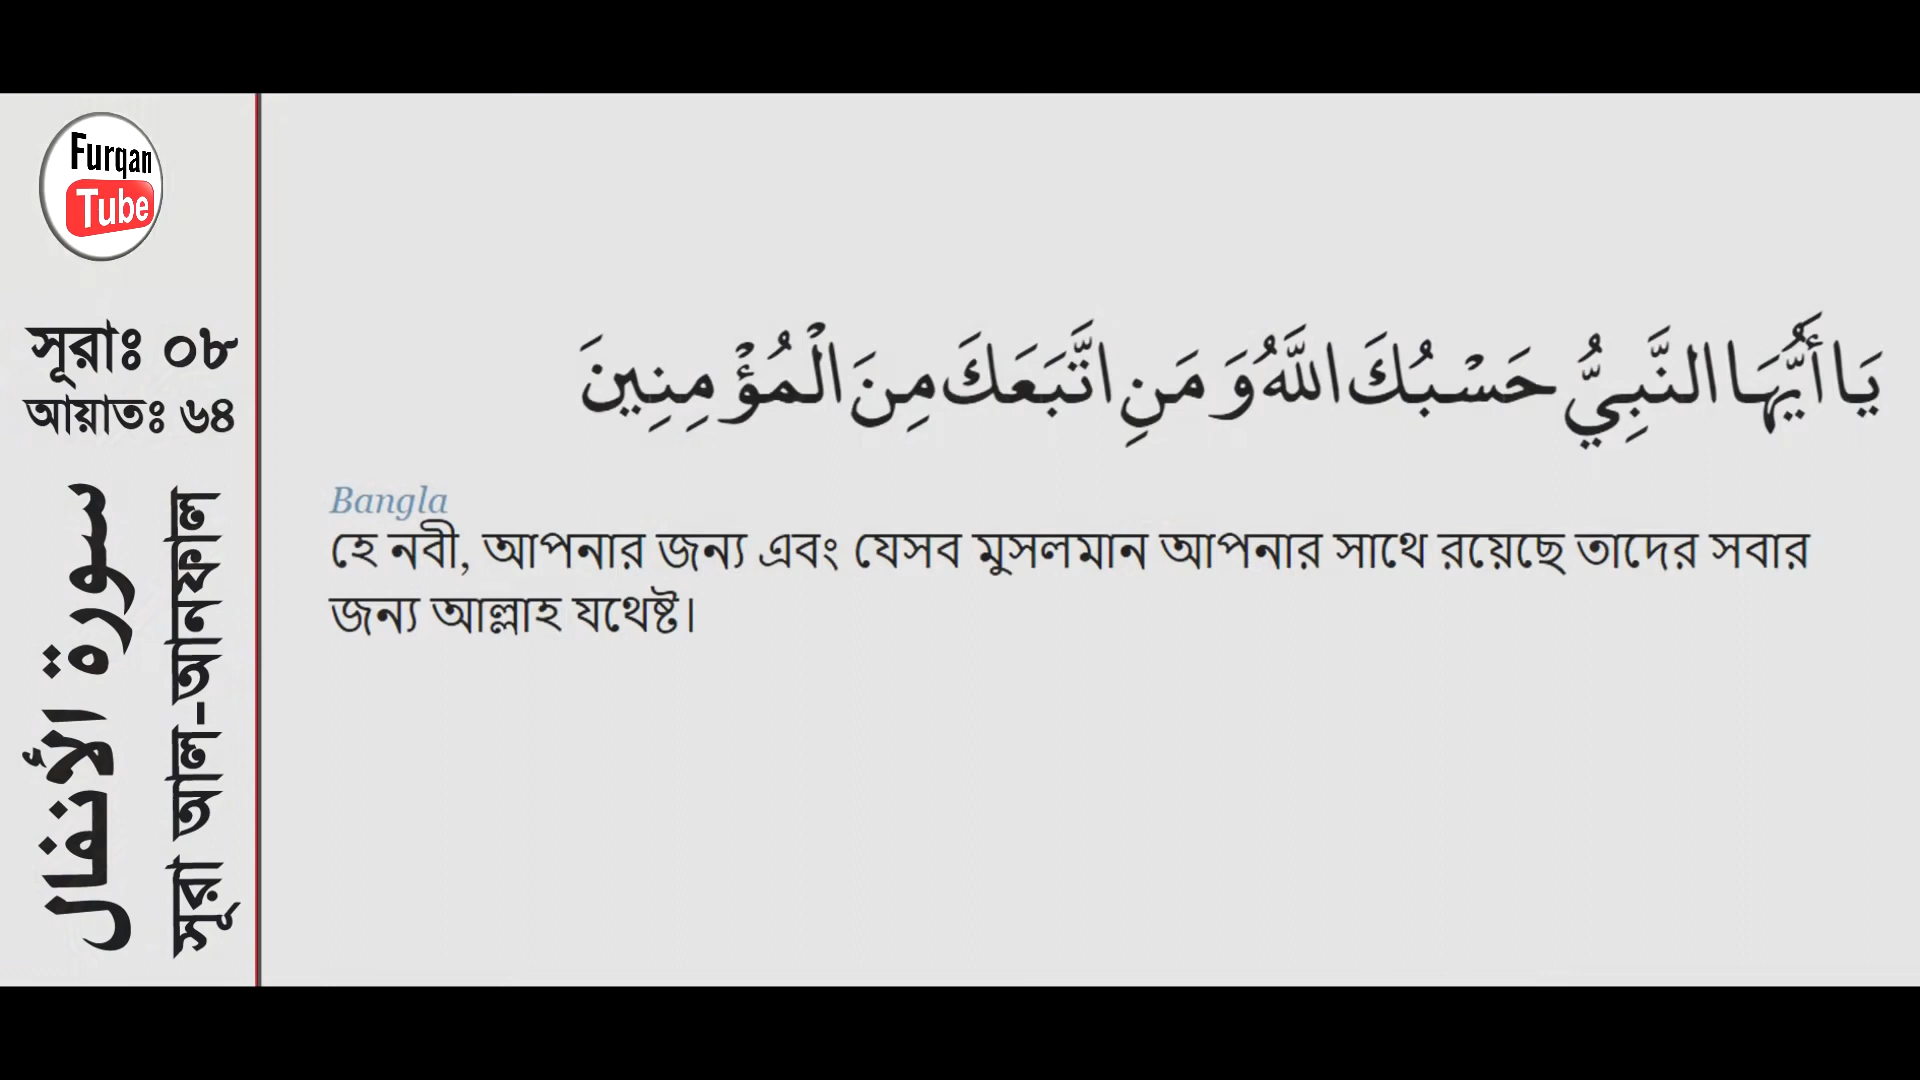 Furqan
Tube
সূরাঃ ০৮
আয়াতঃ ৬৪
سورة الأنفال
সূরা আল-আনফাল
يَا أَيُّهَا النَّبِيُّ حَسْبُكَ اللَّهُ وَمَنِ اتَّبَعَكَ مِنَ الْمُؤْمِنِينَ
Bangla
হে নবী, আপনার জন্য এবং যেসব মুসলমান আপনার সাথে রয়েছে তাদের সবার
জন্য আল্লাহ যথেষ্ট।